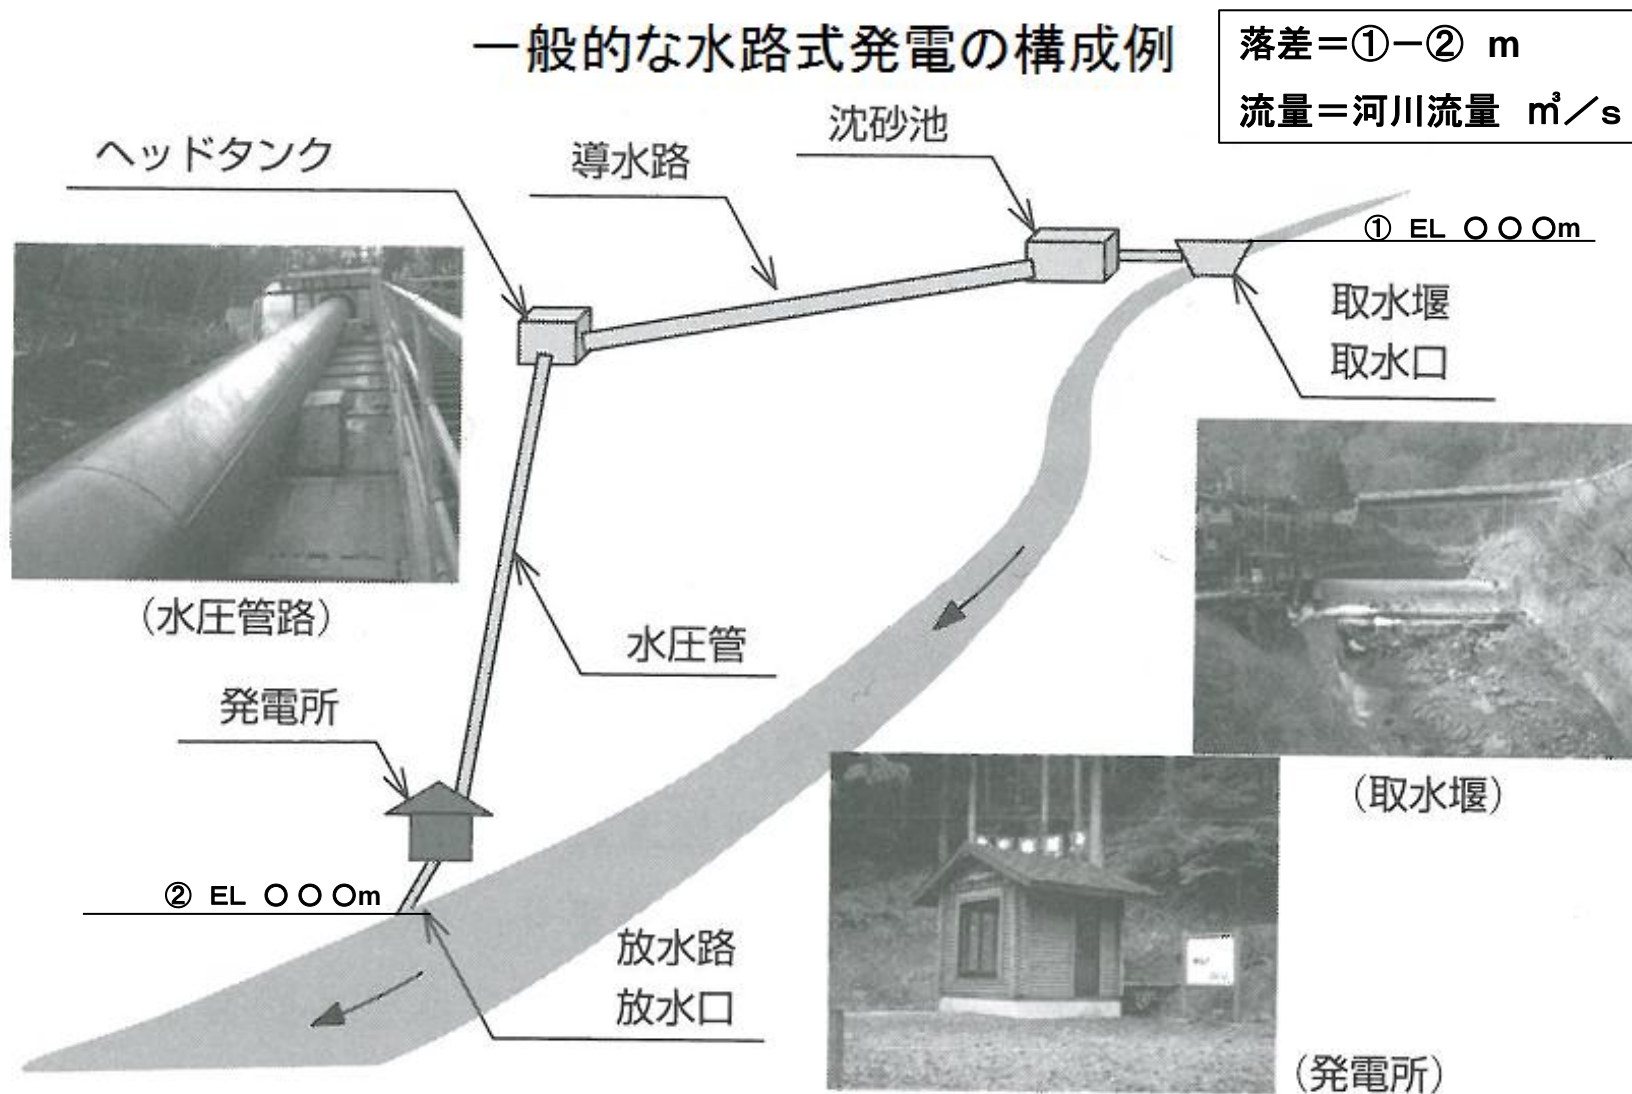 一般的な水路式発電の構成例
落差＝①－② m
流量＝河川流量 ㎥／s
沈砂池
導水路
ヘッドタンク
① EL 〇〇〇m
取水堰
取水口
(水圧管路)
水圧管
発電所
(取水堰)
② EL 〇〇〇m
放水路
放水口
(発電所)